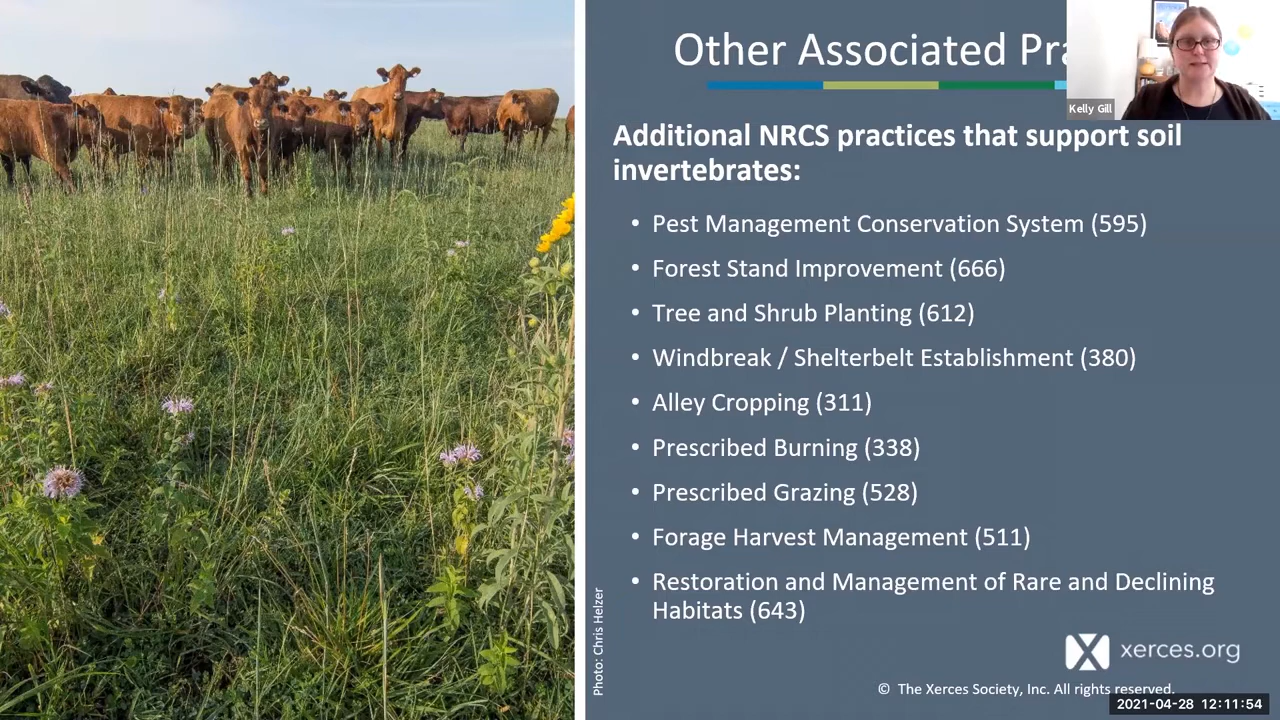 Other Associated Pra
Kelly Gill
Additional NRCS practices that support soil
invertebrates:
• Pest Management Conservation System (595)
• Forest Stand Improvement (666)
• Tree and Shrub Planting (612)
• Windbreak / Shelterbelt Establishment (380)
• Alley Cropping (311)
• Prescribed Burning (338)
• Prescribed Grazing (528)
• Forage Harvest Management (511)
• Restoration and Management of Rare and Declining
Habitats (643)
Photo: Chris Helzer
xerces.org
© The Xerces Society, Inc. All rights reserved.
2021-04-28 12:11:54